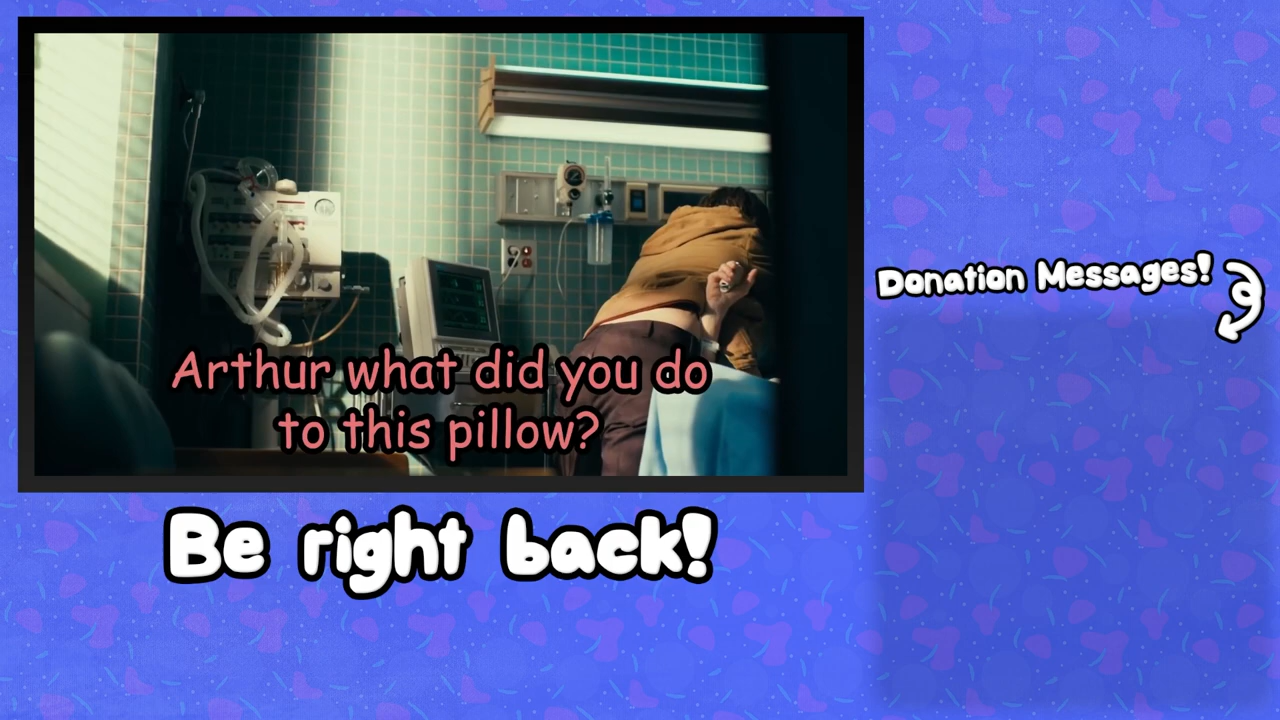 Arthur what did you do
to this pillow?
Be right back!
Donation Messages!